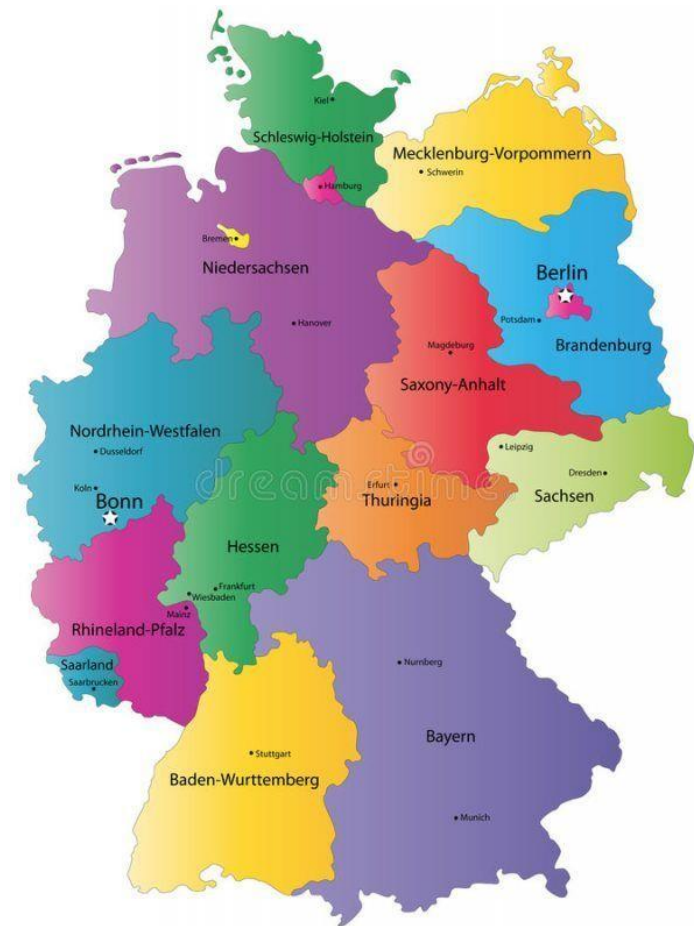 Kiel
Schleswig-Holstein
Mecklenburg-Vorpommern
Schwerin
Hamburg
Bremen
Niedersachsen
Berlin
Hanover
Potsdam
Brandenburg
Magdeburg
Saxony-Anhalt
Nordrhein-Westfalen
Dusseldorf
Leipzig
Koln
Bonn
Erfurt
Dresden
dreamstime
Thuringia
Sachsen
Hessen
Frankfurt
Wiesbaden
Mainz
Rhineland-Pfalz
Saarland
Saarbrucken
Nurnberg
Bayern
Stuttgart
Baden-Wurttemberg
Munich